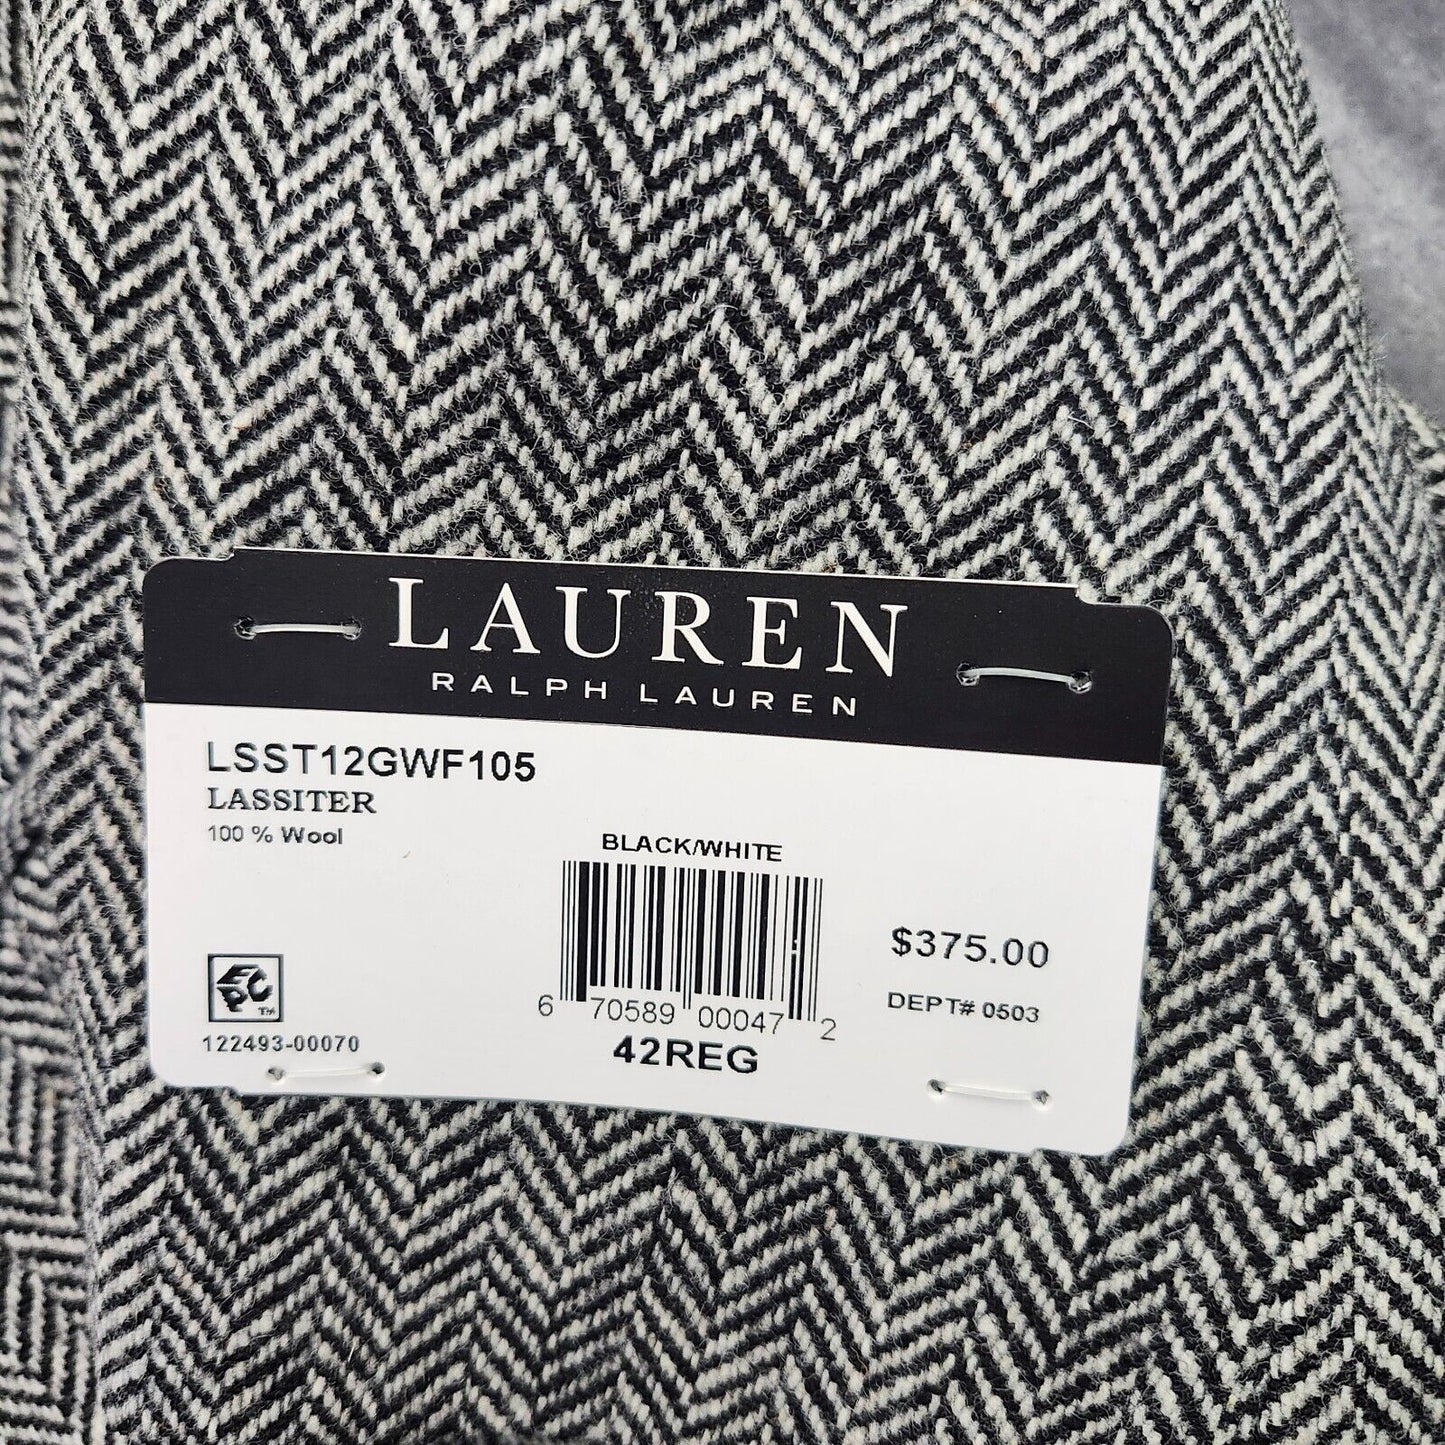 LAUREN
RALPH LAUREN
LSST12GWF105
LASSITER
100 % Wool
BLACK/WHITE
$375.00
DEPT# 0503
EPC™
6 70589 00047 2
122493-00070
42REG